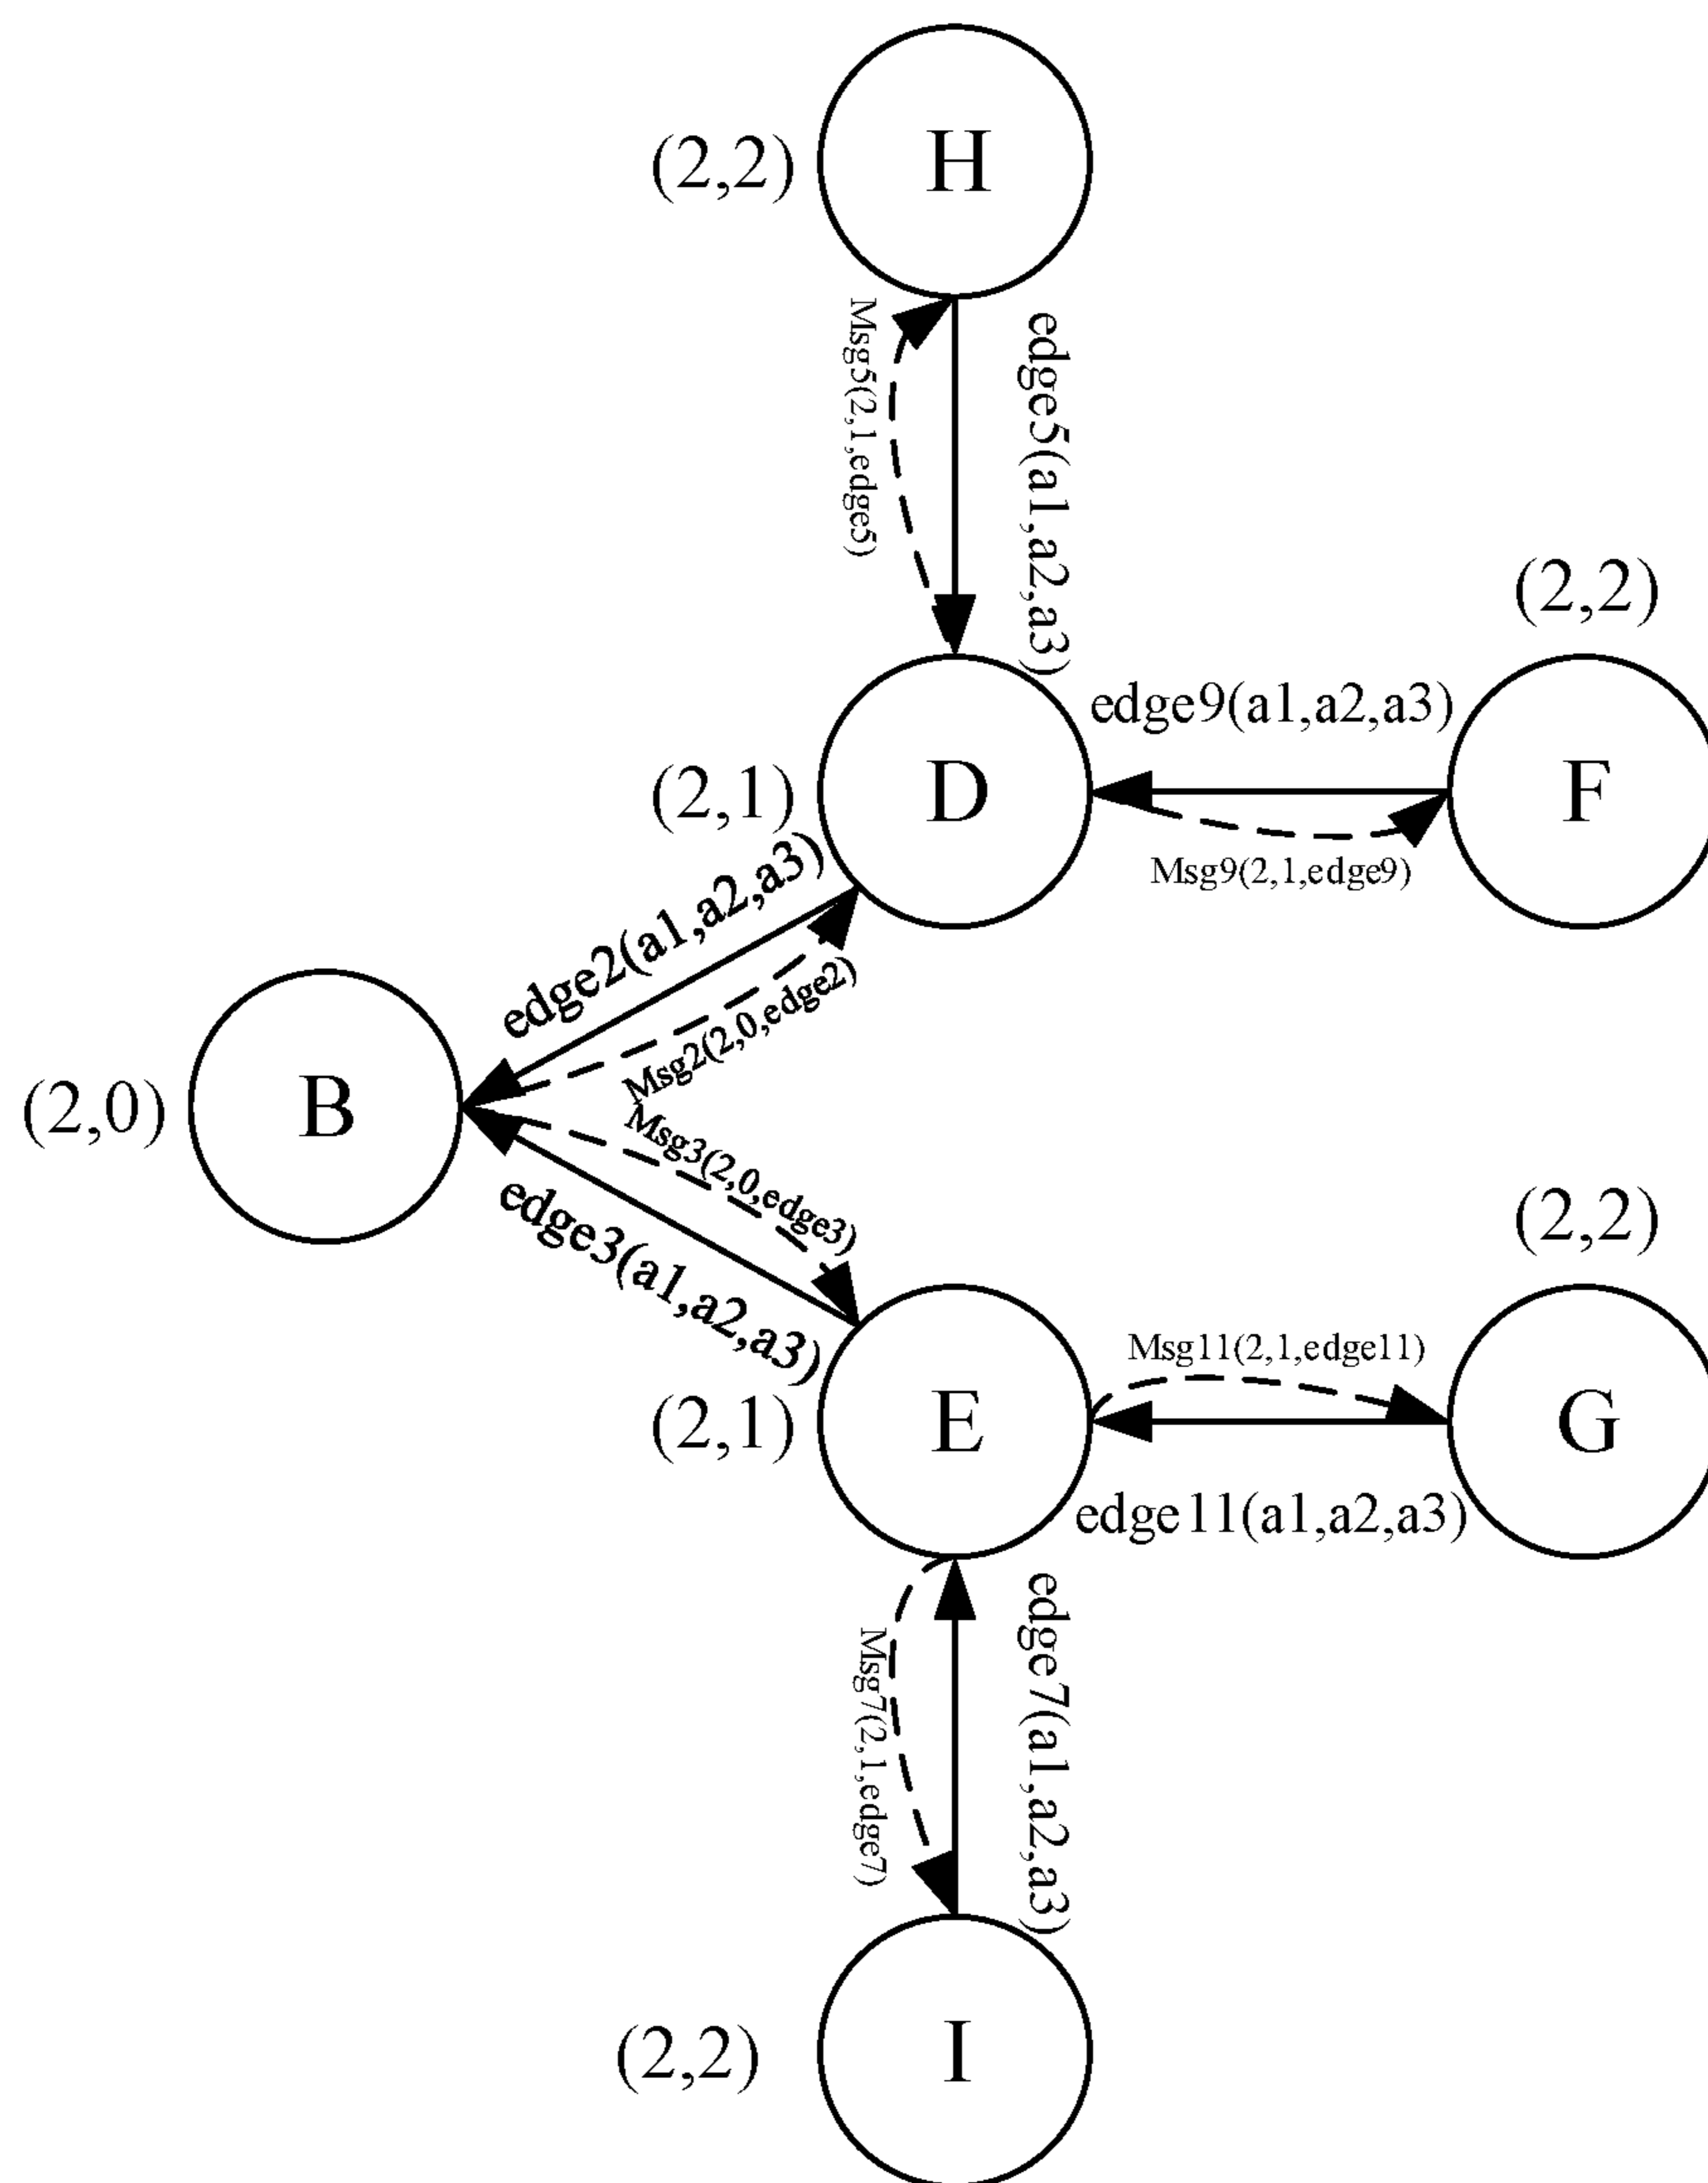 H
(2,2)
Msg5(2,1,edge5)
edge5(a1,a2,a3)
(2,2)
edge9(a1,a2,a3)
D
F
(2,1)
Msg9(2,1,edge9)
edge2(a1,a2,a3)
Msg2(2,0,edge2)
B
(2,0)
Msg3(2,0,edge3)
edge3(a1,a2,a3)
(2,2)
Msg11(2,1,edge11)
E
G
(2,1)
edge11(a1,a2,a3)
Msg7(2,1,edge7)
edge7(a1,a2,a3)
I
(2,2)